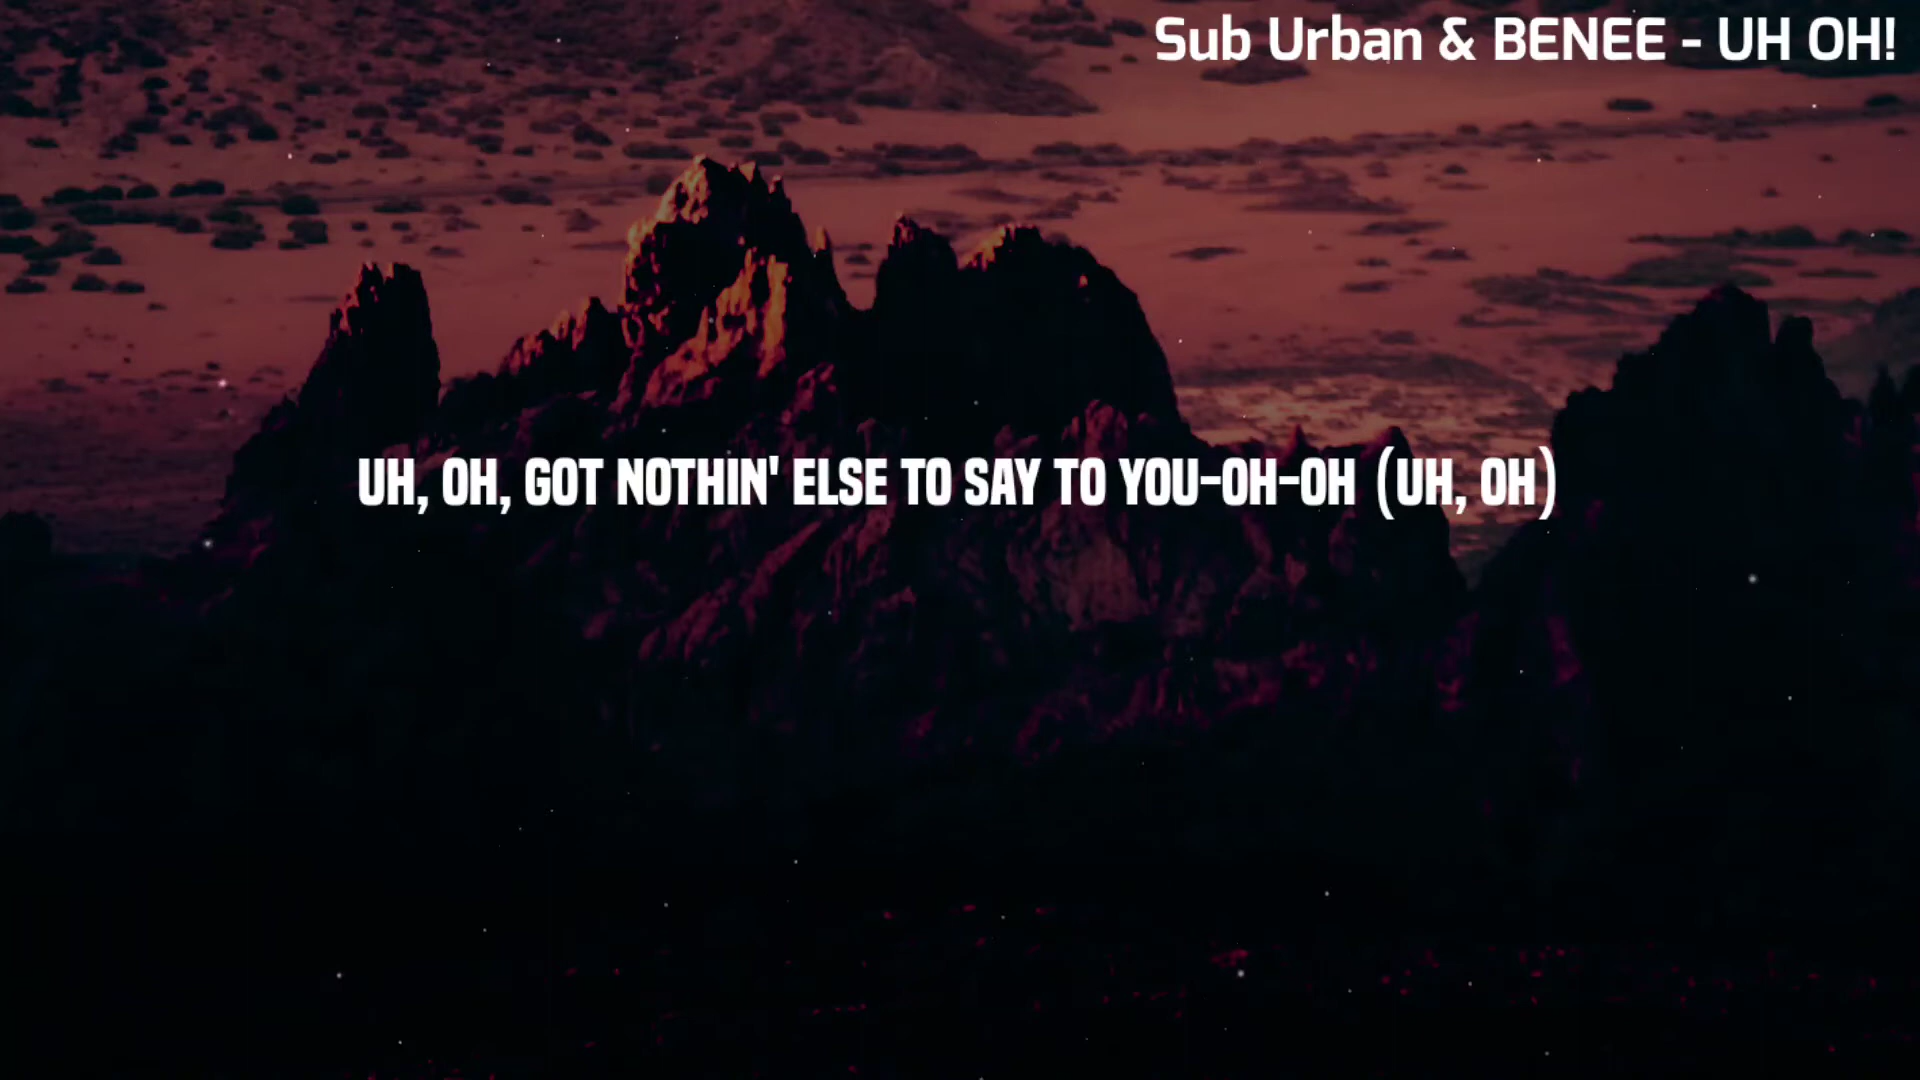 Sub Urban & BENEE - UH OH!
UH, OH, GOT NOTHIN' ELSE TO SAY TO YOU-OH-OH (UH, OH)